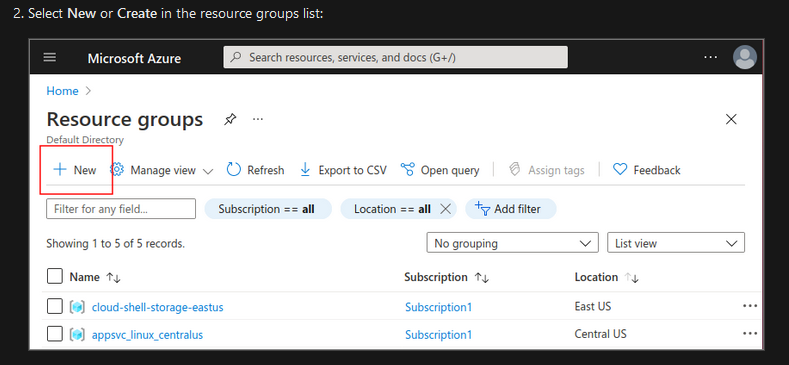 2. Select New or Create in the resource groups list:
Microsoft Azure
Search resources, services, and docs (G+/)
Home
Resource groups
Default Directory
New
Manage view
Refresh
Export to CSV
Open query
Assign tags
Feedback
Filter for any field...
Subscription == all
Location == all
Add filter
Showing 1 to 5 of 5 records.
No grouping
List view
Name
Subscription
Location
cloud-shell-storage-eastus
Subscription1
East US
appsvc_linux_centralus
Subscription1
Central US